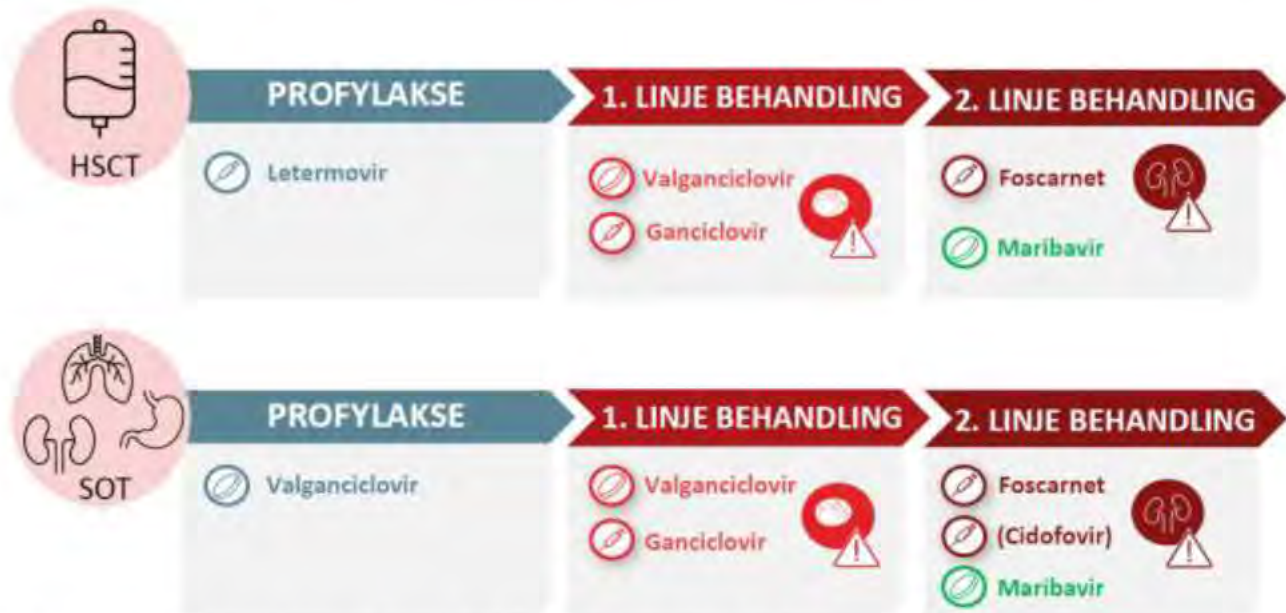 HSCT
PROFYLAKSE
1. LINJE BEHANDLING
2. LINJE BEHANDLING
Letermovir
Valganciclovir
Ganciclovir
Foscarnet
Maribavir
SOT
PROFYLAKSE
1. LINJE BEHANDLING
2. LINJE BEHANDLING
Valganciclovir
Valganciclovir
Ganciclovir
Foscarnet
(Cidofovir)
Maribavir